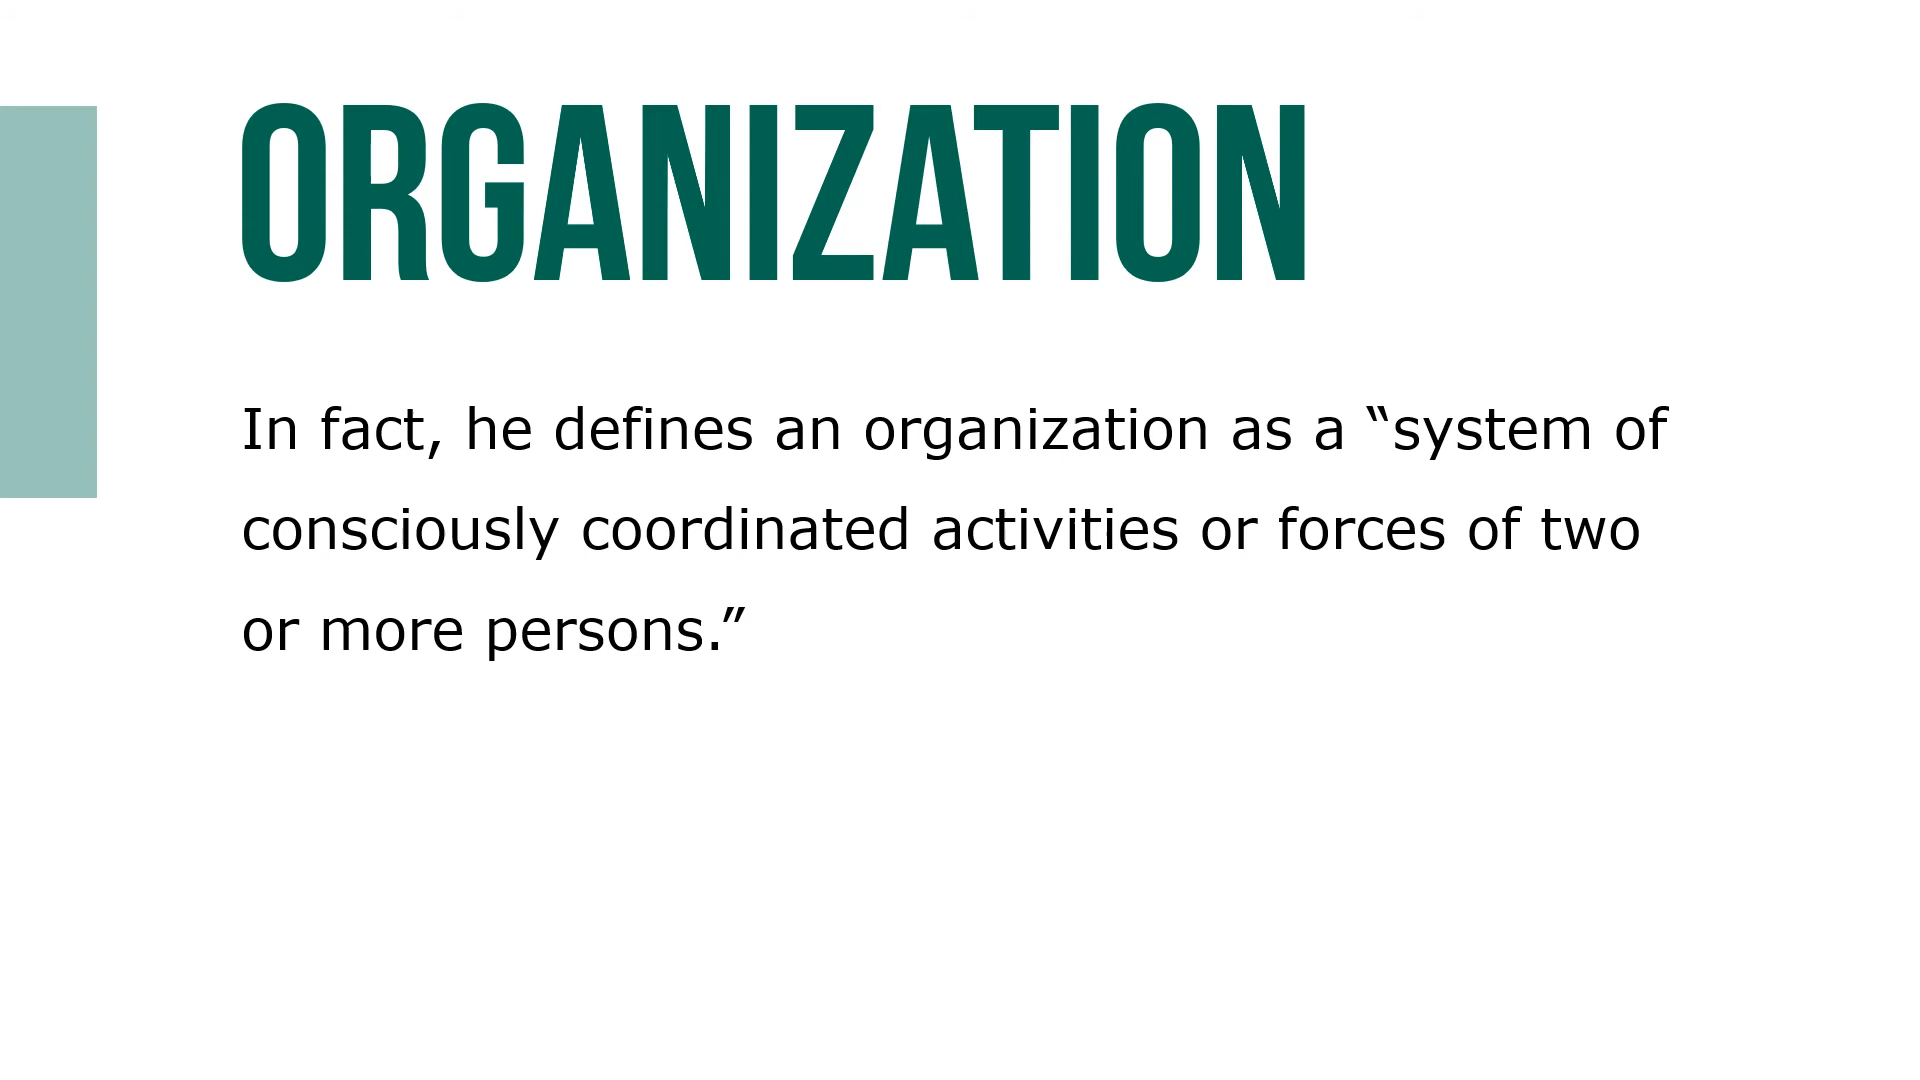 ORGANIZATION
In fact, he defines an organization as a “system of
consciously coordinated activities or forces of two
or more persons.”